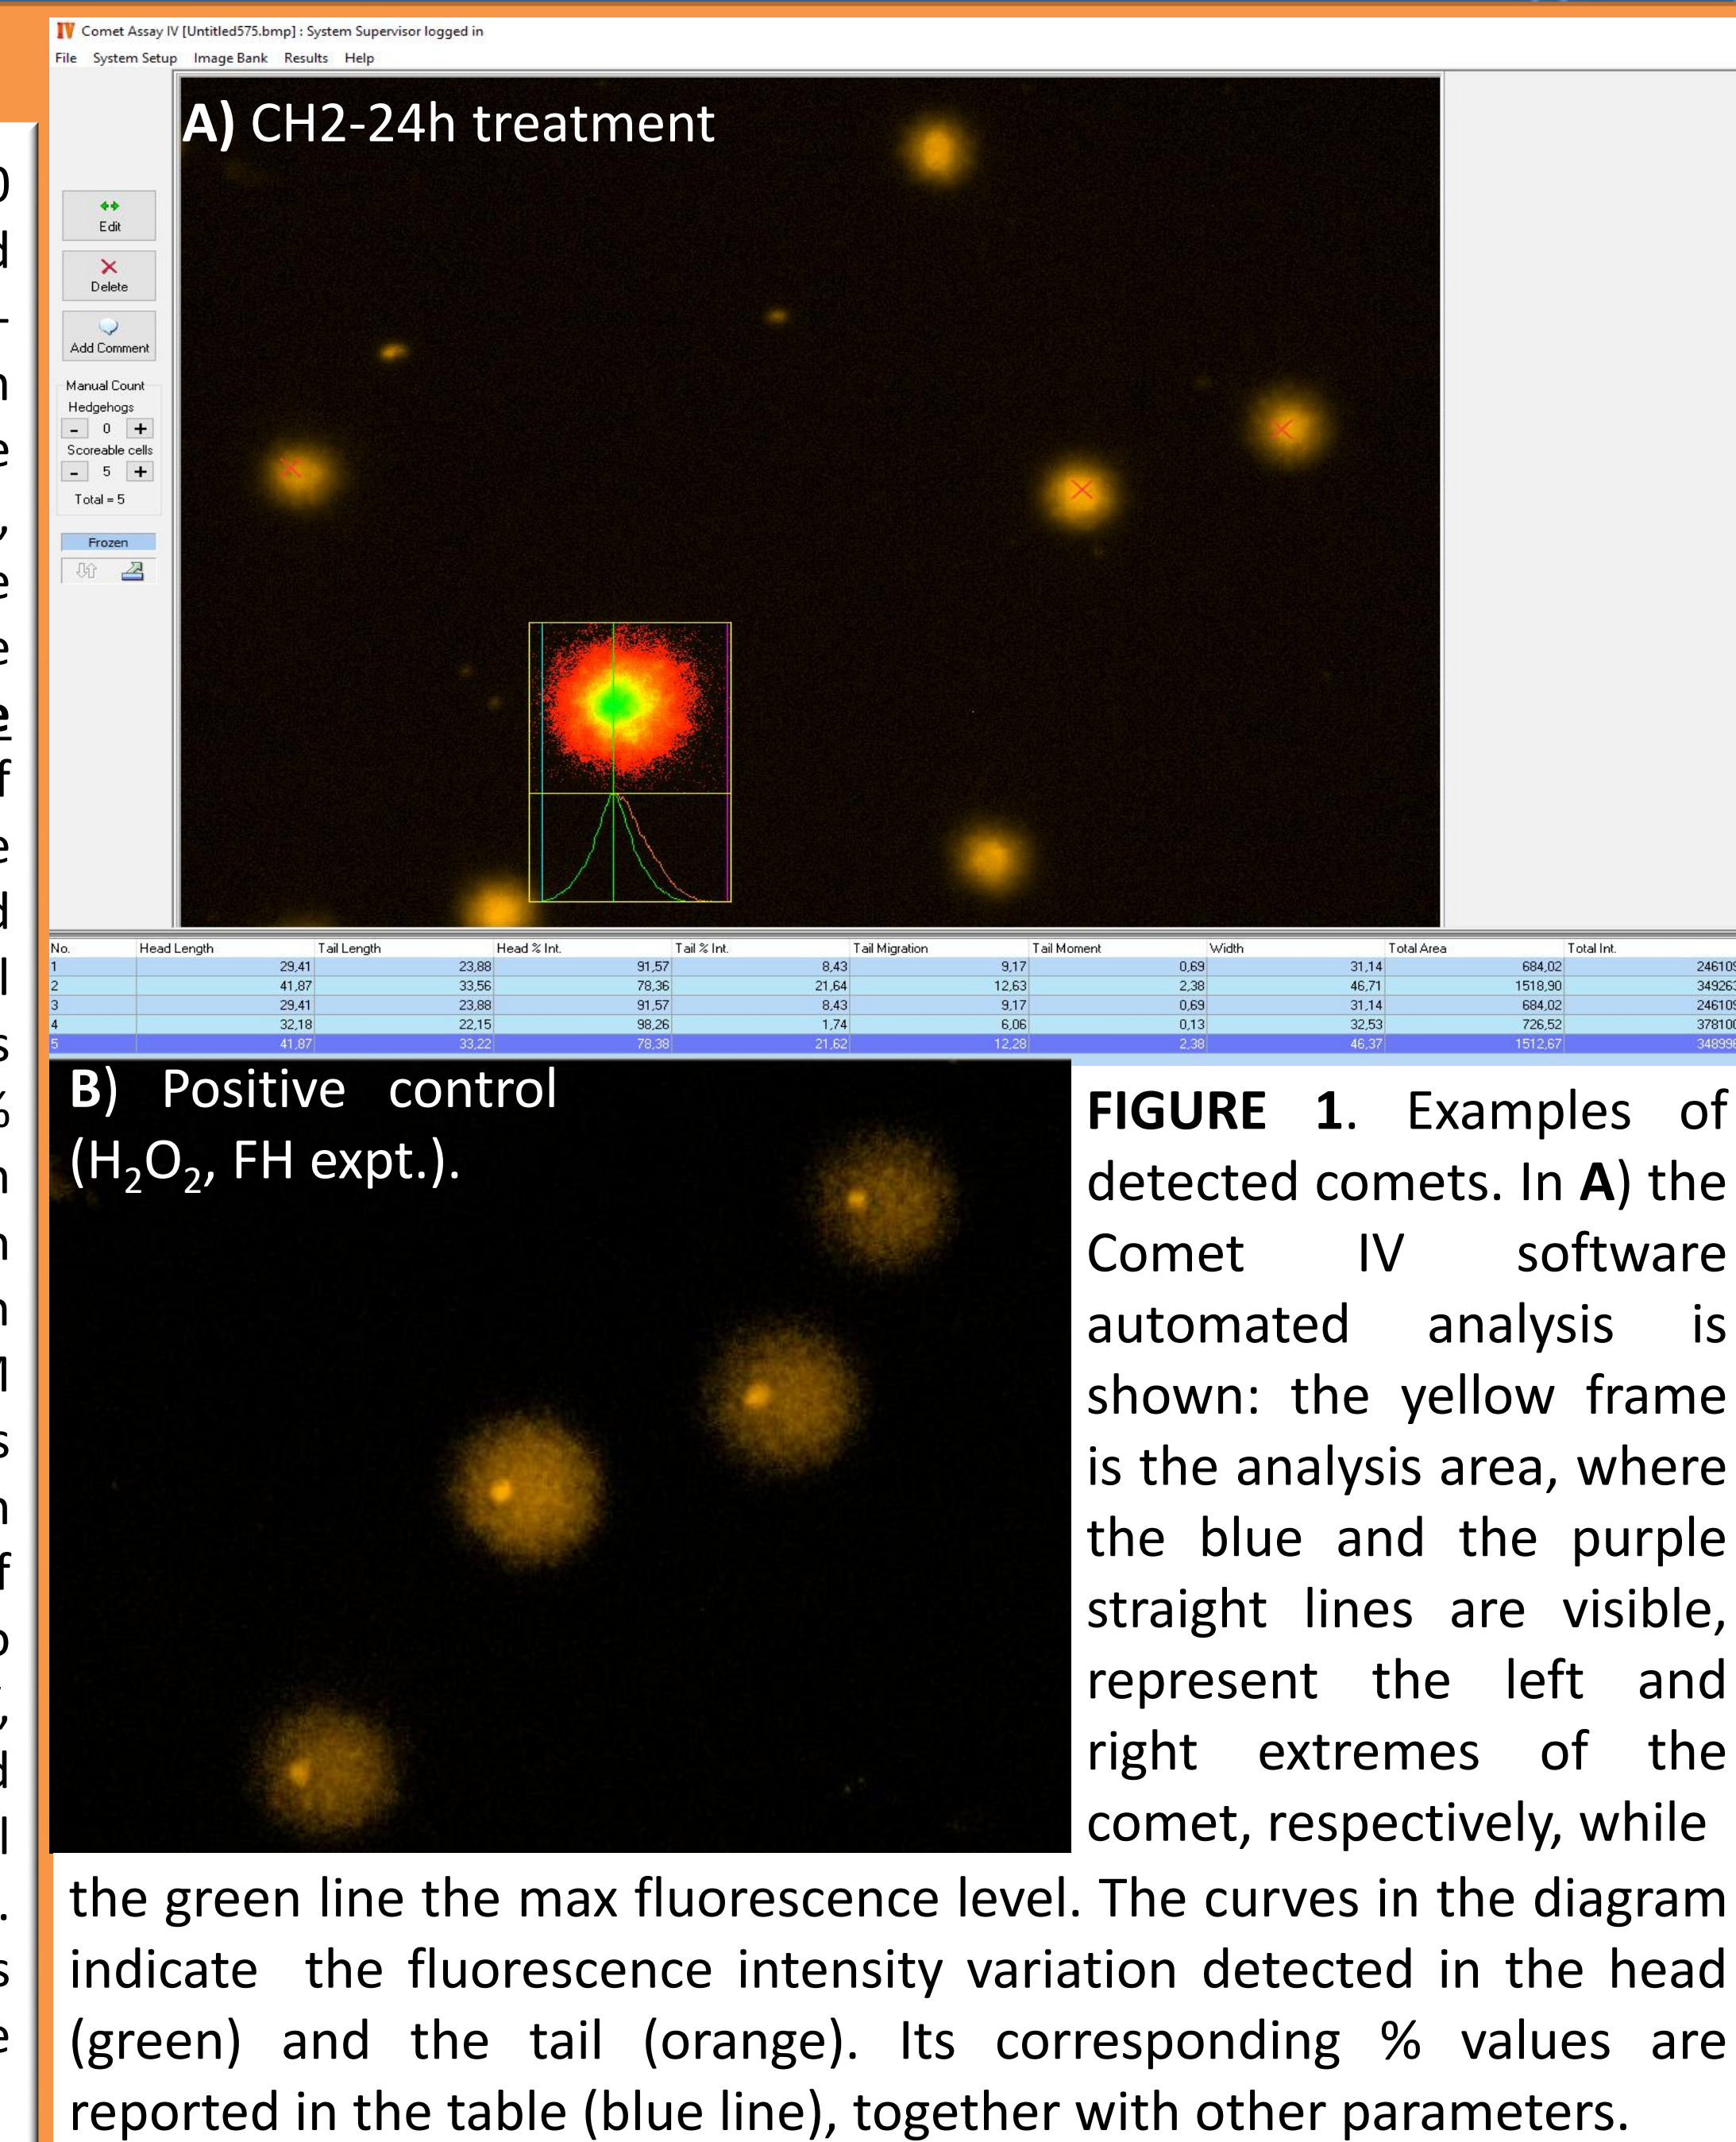 Comet Assay IV [Untitled575.bmp] : System Supervisor logged in
File System Setup Image Bank Results Help
A) CH2-24h treatment
Edit
Delete
Add Comment
Manual Count
Hedgehogs
- 0 +
Scoreable cells
- 5 +
Total = 5
Frozen
No. Head Length Tail Length Head % Int. Tail % Int. Tail Migration Tail Moment Width Total Area Total Int.
1 29,41 23,88 91,57 8,43 9,17 0,69 31,14 684,02 246109
2 41,87 33,56 78,36 21,64 12,63 2,38 46,71 1518,90 349263
3 29,41 23,88 91,57 8,43 9,17 0,69 31,14 684,02 246109
4 32,18 22,15 98,26 1,74 6,06 0,13 32,53 726,52 378100
5 41,87 33,22 78,38 21,62 12,28 2,38 46,37 1512,67 348996
B) Positive control
(H₂O₂, FH expt.).
FIGURE 1. Examples of
detected comets. In A) the
Comet IV software
automated analysis is
shown: the yellow frame
is the analysis area, where
the blue and the purple
straight lines are visible,
represent the left and
right extremes of the
comet, respectively, while
the green line the max fluorescence level. The curves in the diagram
indicate the fluorescence intensity variation detected in the head
(green) and the tail (orange). Its corresponding % values are
reported in the table (blue line), together with other parameters.